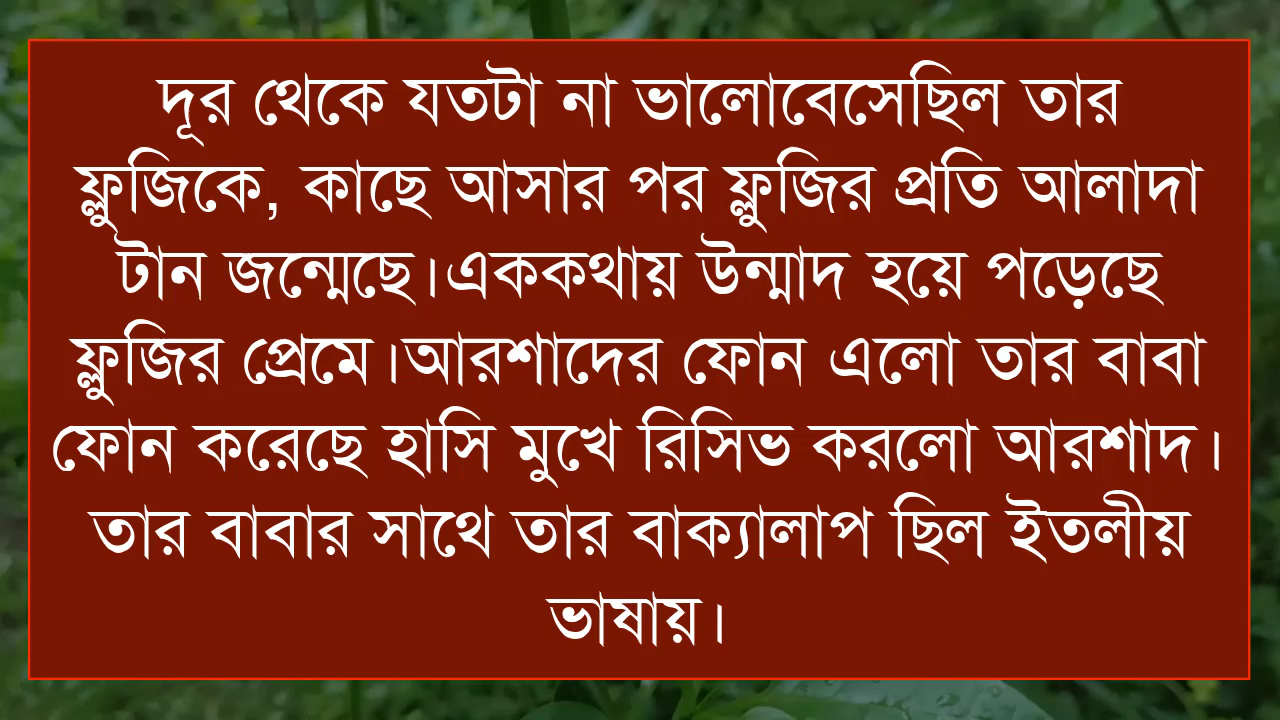 দূর থেকে যতটা না ভালোবেসেছিল তার
ফ্লুজিকে, কাছে আসার পর ফ্লুজির প্রতি আলাদা
টান জন্মেছে।এককথায় উন্মাদ হয়ে পড়েছে
ফ্লুজির প্রেমে।আরশাদের ফোন এলো তার বাবা
ফোন করেছে হাসি মুখে রিসিভ করলো আরশাদ।
তার বাবার সাথে তার বাক্যালাপ ছিল ইতলীয়
ভাষায়।